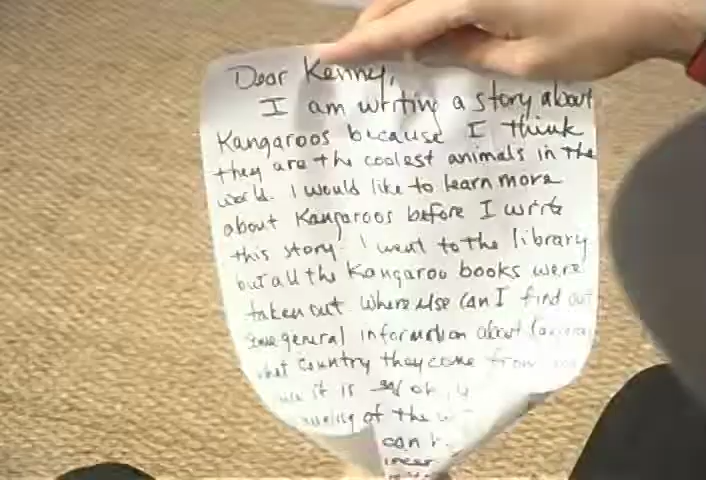 Dear Kenny,
I am writing a story about
Kangaroos because I think
they are the coolest animals in the
world. I would like to learn more
about Kangaroos before I write
this story. I went to the library
but all the Kangaroo books were
taken out Where else can I find out
some general information about
what country they come from
it is
of the
can